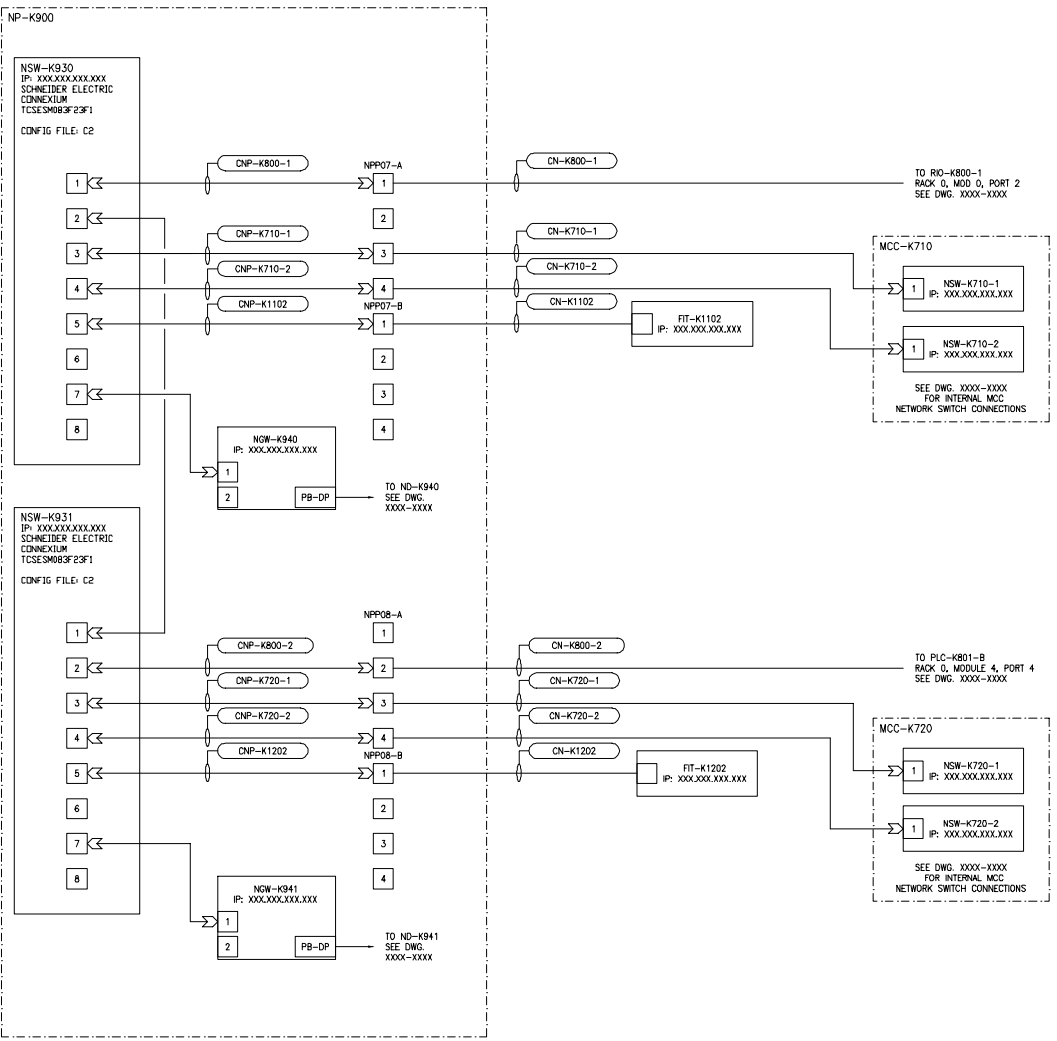 NP-K900
NSW-K930
IP: XXX.XXX.XXX.XXX
SCHNEIDER ELECTRIC
CONNEXIUM
TCSESM083F23F1
CONFIG FILE: C2
1
2
3
4
5
6
7
8
CNP-K800-1
CNP-K710-1
CNP-K710-2
CNP-K1102
NPP07-A
1
2
3
4
NPP07-B
1
2
3
4
CN-K800-1
CN-K710-1
CN-K710-2
CN-K1102
TO RIO-K800-1
RACK 0, MOD 0, PORT 2
SEE DWG. XXXX-XXXX
FIT-K1102
IP: XXX.XXX.XXX.XXX
MCC-K710
1
NSW-K710-1
IP: XXX.XXX.XXX.XXX
1
NSW-K710-2
IP: XXX.XXX.XXX.XXX
SEE DWG. XXXX-XXXX
FOR INTERNAL MCC
NETWORK SWITCH CONNECTIONS
NGW-K940
IP: XXX.XXX.XXX.XXX
1
2
PB-DP
TO ND-K940
SEE DWG.
XXXX-XXXX
NSW-K931
IP: XXX.XXX.XXX.XXX
SCHNEIDER ELECTRIC
CONNEXIUM
TCSESM083F23F1
CONFIG FILE: C2
1
2
3
4
5
6
7
8
CNP-K800-2
CNP-K720-1
CNP-K720-2
CNP-K1202
NPP08-A
1
2
3
4
NPP08-B
1
2
3
4
CN-K800-2
CN-K720-1
CN-K720-2
CN-K1202
TO PLC-K801-B
RACK 0, MODULE 4, PORT 4
SEE DWG. XXXX-XXXX
FIT-K1202
IP: XXX.XXX.XXX.XXX
MCC-K720
1
NSW-K720-1
IP: XXX.XXX.XXX.XXX
1
NSW-K720-2
IP: XXX.XXX.XXX.XXX
SEE DWG. XXXX-XXXX
FOR INTERNAL MCC
NETWORK SWITCH CONNECTIONS
NGW-K941
IP: XXX.XXX.XXX.XXX
1
2
PB-DP
TO ND-K941
SEE DWG.
XXXX-XXXX